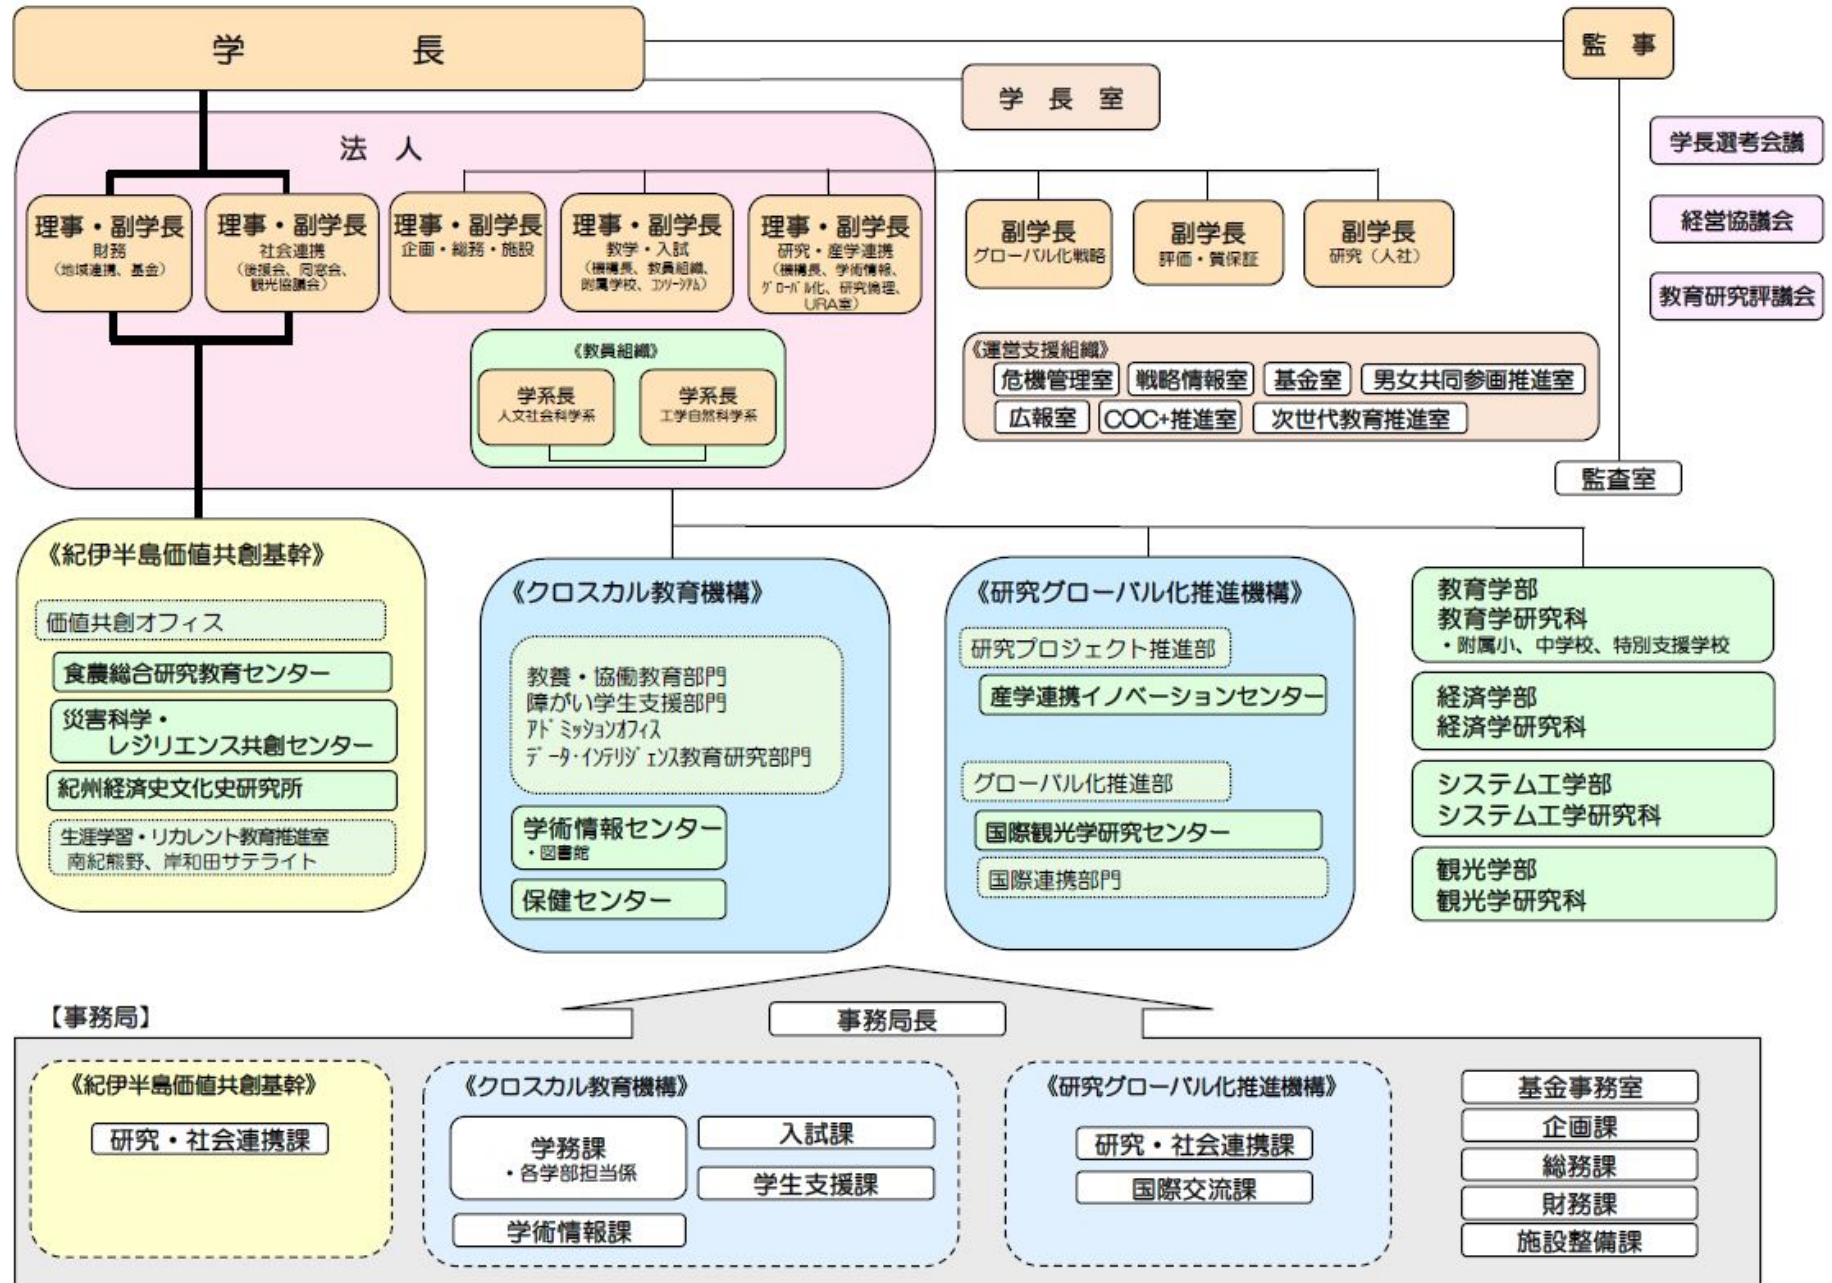 学　　長
監　事
学　長　室
法　人
学長選考会議
経営協議会
教育研究評議会
理事・副学長
財務
(地域連携、基金)
理事・副学長
社会連携
(後援会、同窓会、
観光協議会)
理事・副学長
企画・総務・施設
理事・副学長
教学・入試
(機構長、教員組織、
附属学校、ｺﾝｿｰｼｱﾑ)
理事・副学長
研究・産学連携
(機構長、学術情報、
ｸﾞﾛｰﾊﾞﾙ化、研究倫理、
URA室)
副学長
グローバル化戦略
副学長
評価・質保証
副学長
研究（人社）
《教員組織》
学系長
人文社会科学系
学系長
工学自然科学系
《運営支援組織》
危機管理室　戦略情報室　基金室　男女共同参画推進室
広報室　COC+推進室　次世代教育推進室
監査室
《紀伊半島価値共創基幹》
価値共創オフィス
食農総合研究教育センター
災害科学・
レジリエンス共創センター
紀州経済史文化史研究所
生涯学習・リカレント教育推進室
南紀熊野、岸和田サテライト
《クロスカル教育機構》
教養・協働教育部門
障がい学生支援部門
ｱﾄﾞﾐｯｼｮﾝｵﾌｨｽ
ﾃﾞｰﾀ･ｲﾝﾃﾘｼﾞｪﾝｽ教育研究部門
学術情報センター
・図書館
保健センター
《研究グローバル化推進機構》
研究プロジェクト推進部
産学連携イノベーションセンター
グローバル化推進部
国際観光学研究センター
国際連携部門
教育学部
教育学研究科
・附属小、中学校、特別支援学校
経済学部
経済学研究科
システム工学部
システム工学研究科
観光学部
観光学研究科
【事務局】
事務局長
《紀伊半島価値共創基幹》
研究・社会連携課
《クロスカル教育機構》
学務課
・各学部担当係
入試課
学生支援課
学術情報課
《研究グローバル化推進機構》
研究・社会連携課
国際交流課
基金事務室
企画課
総務課
財務課
施設整備課